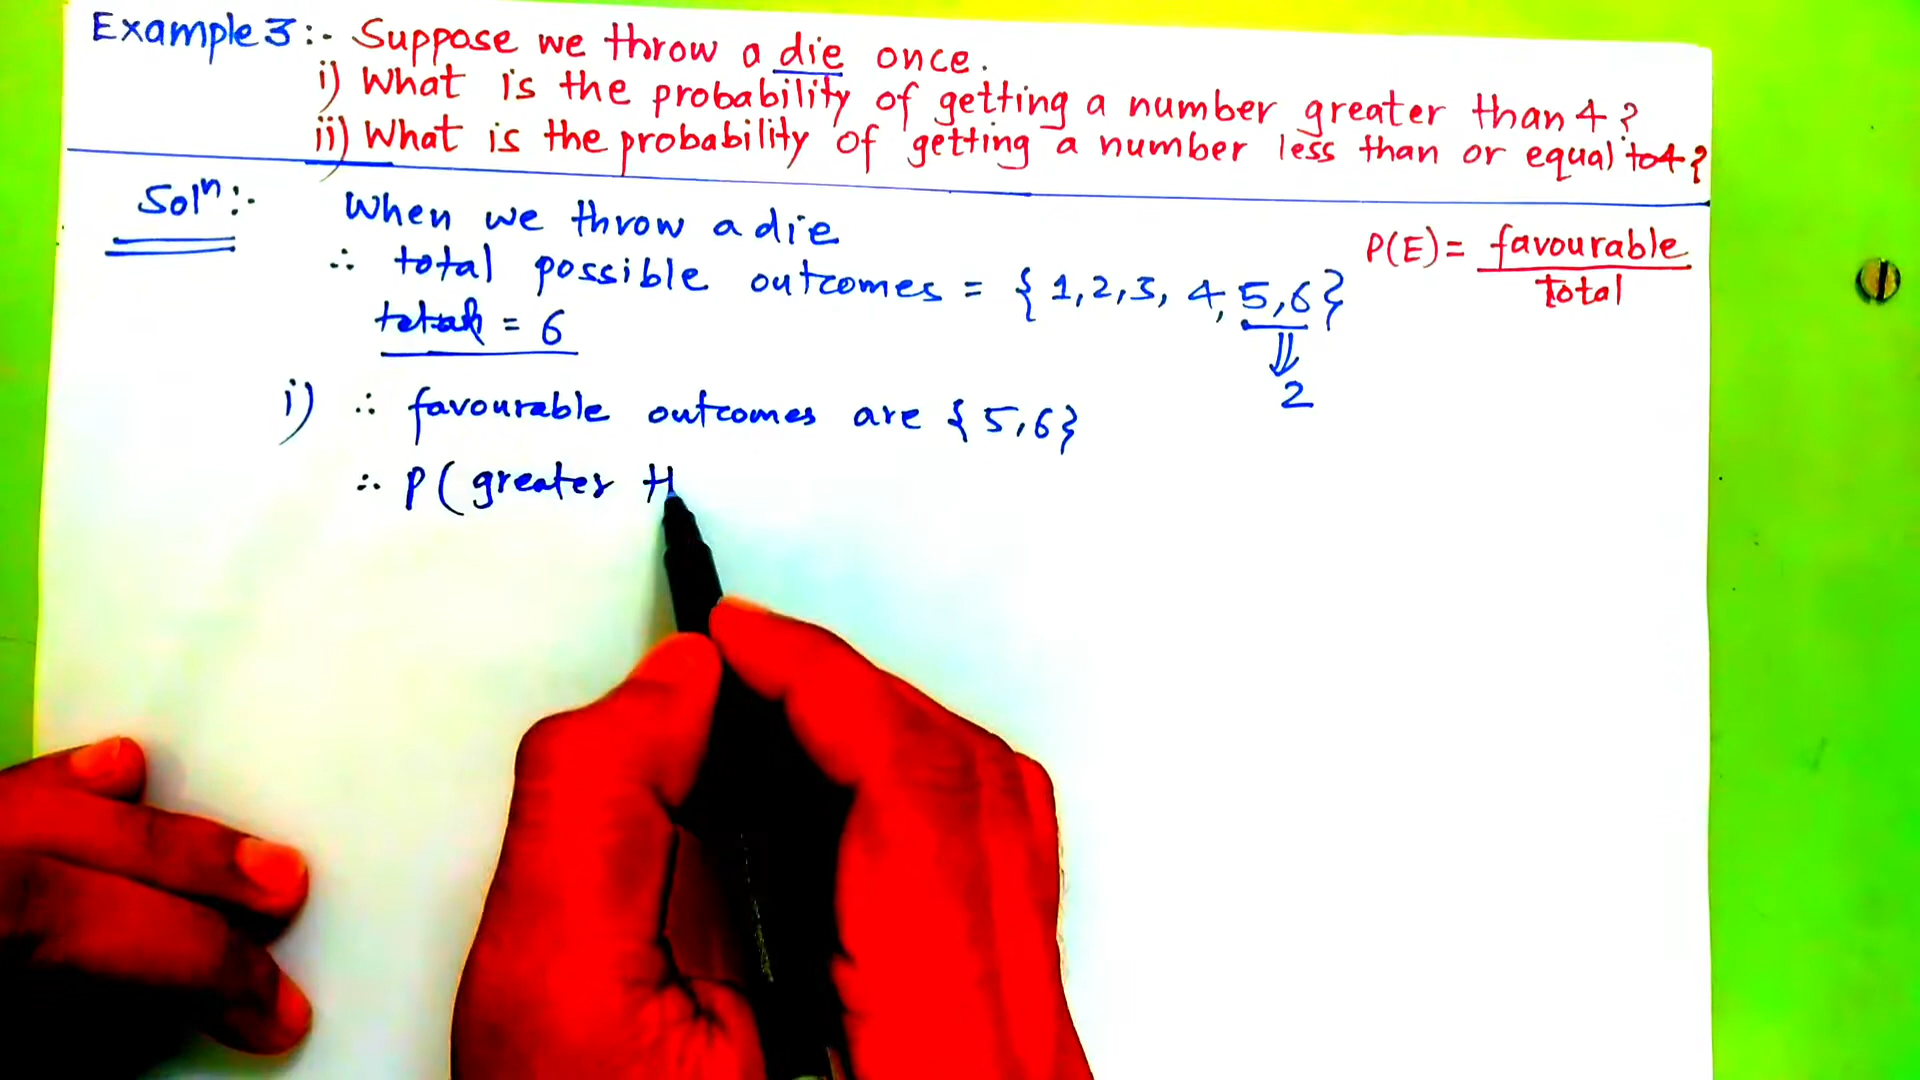 Example 3 :- Suppose we throw a die once.
i) What is the probability of getting a number greater than 4 ?
ii) What is the probability of getting a number less than or equal to 4 ?
Solⁿ :-
When we throw a die
∴ total possible outcomes = { 1,2,3, 4, 5,6 }
total = 6
2
P(E) = favourable
total
i) ∴ favourable outcomes are { 5,6 }
∴ P ( greater